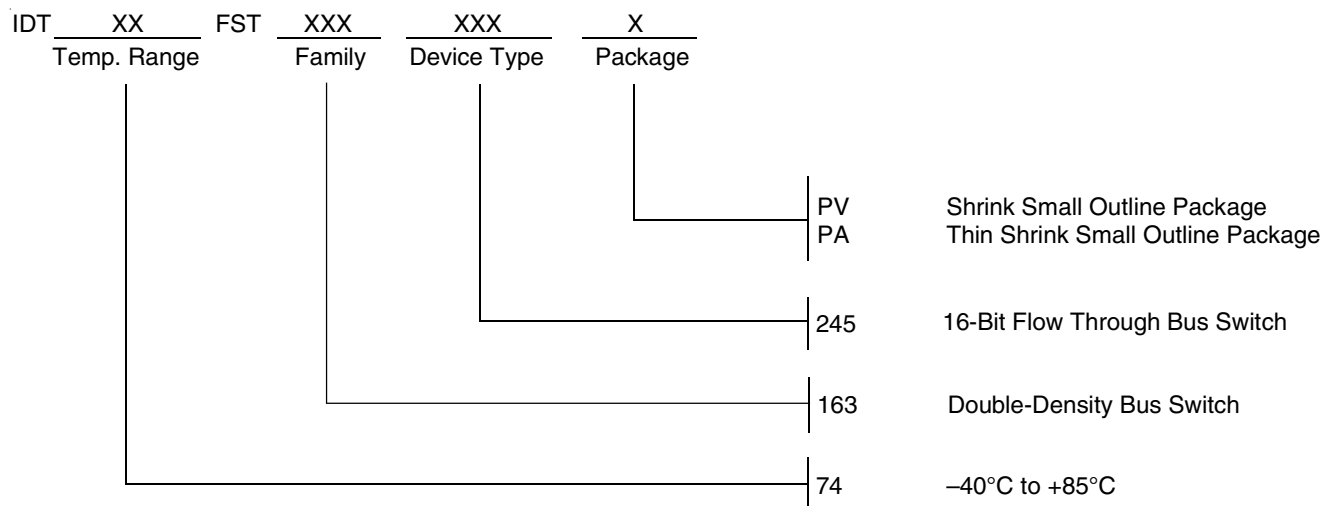 IDT XX FST XXX XXX X
Temp. Range Family Device Type Package
PV Shrink Small Outline Package
PA Thin Shrink Small Outline Package
245 16-Bit Flow Through Bus Switch
163 Double-Density Bus Switch
74 –40°C to +85°C